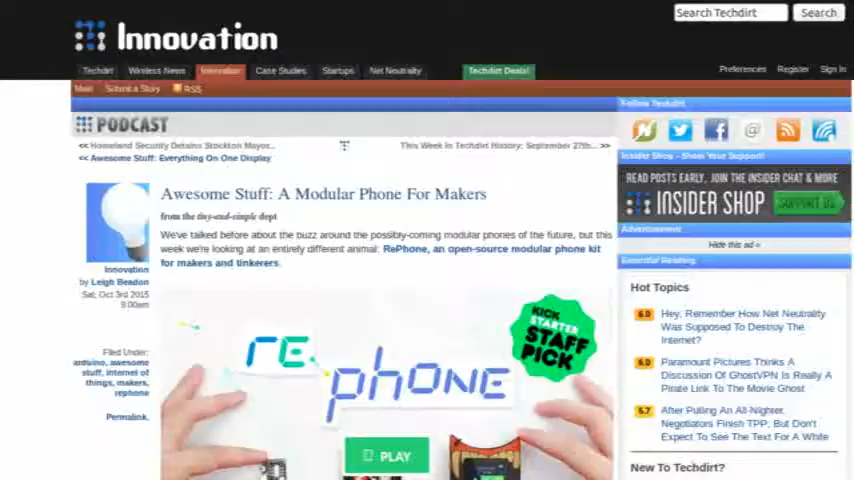 Search Techdirt
Search
Innovation
Techdirt
Wireless News
Innovation
Case Studies
Startups
Net Neutrality
Techdirt Deals!
Preferences
Register
Sign In
Main
Submit a Story
RSS
PODCAST
<< Homeland Security Detains Stockton Mayor...
This Week In Techdirt History: September 27th... >>
<< Awesome Stuff: Everything On One Display
Awesome Stuff: A Modular Phone For Makers
from the tiny-and-simple dept
We've talked before about the buzz around the possibly-coming modular phones of the future, but this
week we're looking at an entirely different animal: RePhone, an open-source modular phone kit
for makers and tinkerers.
Innovation
by Leigh Beadon
Sat, Oct 3rd 2015
9:00am
Filed Under:
arduino, awesome
stuff, internet of
things, makers,
rephone
Permalink.
re
phone
KICK
STARTER
STAFF
PICK
PLAY
Follow Techdirt
Insider Shop - Show Your Support!
READ POSTS EARLY, JOIN THE INSIDER CHAT & MORE
INSIDER SHOP
SUPPORT US
Advertisement
Hide this ad »
Essential Reading
Hot Topics
6.0 Hey, Remember How Net Neutrality
Was Supposed To Destroy The
Internet?
6.0 Paramount Pictures Thinks A
Discussion Of GhostVPN Is Really A
Pirate Link To The Movie Ghost
5.7 After Pulling An All-Nighter,
Negotiators Finish TPP; But Don't
Expect To See The Text For A While
New To Techdirt?